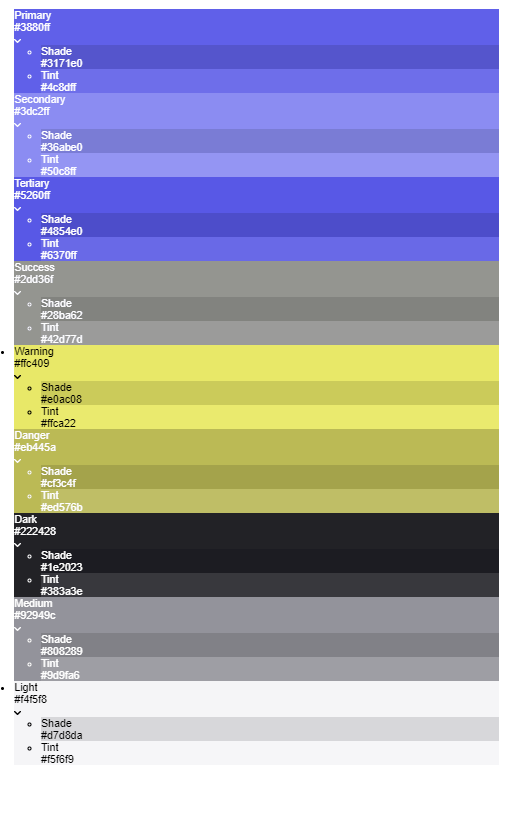 Primary
#3880ff
Shade
#3171e0
Tint
#4c8dff
Secondary
#3dc2ff
Shade
#36abe0
Tint
#50c8ff
Tertiary
#5260ff
Shade
#4854e0
Tint
#6370ff
Success
#2dd36f
Shade
#28ba62
Tint
#42d77d
Warning
#ffc409
Shade
#e0ac08
Tint
#ffca22
Danger
#eb445a
Shade
#cf3c4f
Tint
#ed576b
Dark
#222428
Shade
#1e2023
Tint
#383a3e
Medium
#92949c
Shade
#808289
Tint
#9d9fa6
Light
#f4f5f8
Shade
#d7d8da
Tint
#f5f6f9